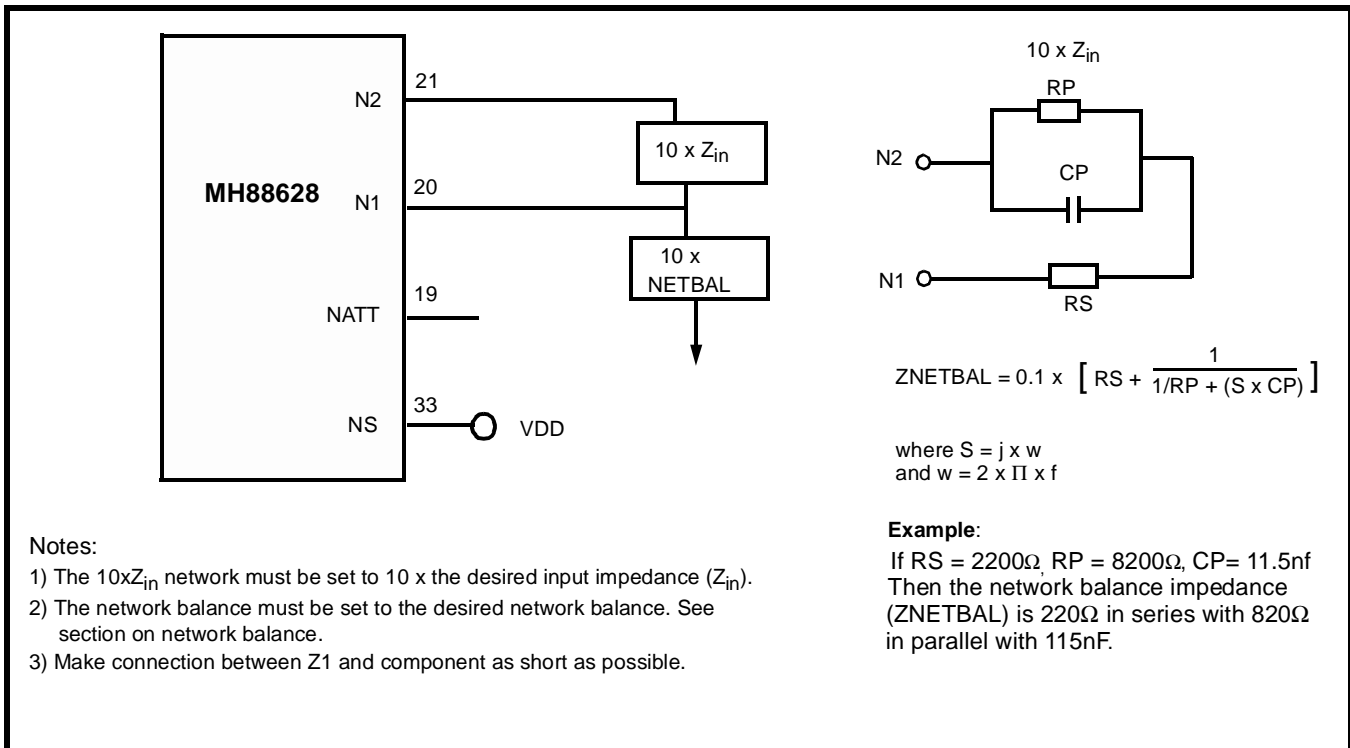 N2
21
10 x Zin
MH88628
N1
20
10 x
NETBAL
NATT
19
NS
33
VDD
10 x Zin
RP
N2
CP
N1
RS
ZNETBAL = 0.1 x [ RS + 1
1/RP + (S x CP) ]
where S = j x w
and w = 2 x Π x f
Notes:
1) The 10xZin network must be set to 10 x the desired input impedance (Zin).
2) The network balance must be set to the desired network balance. See
section on network balance.
3) Make connection between Z1 and component as short as possible.
Example:
If RS = 2200Ω, RP = 8200Ω, CP= 11.5nf
Then the network balance impedance
(ZNETBAL) is 220Ω in series with 820Ω
in parallel with 115nF.